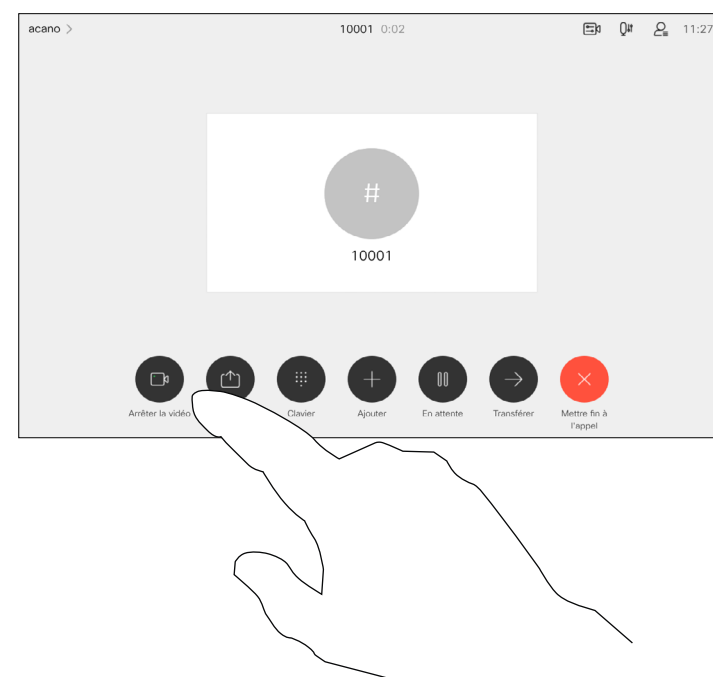 acano >
10001 0:02
11:27
#
10001
Arrêter la vidéo
Clavier
Ajouter
En attente
Transférer
Mettre fin à
l'appel